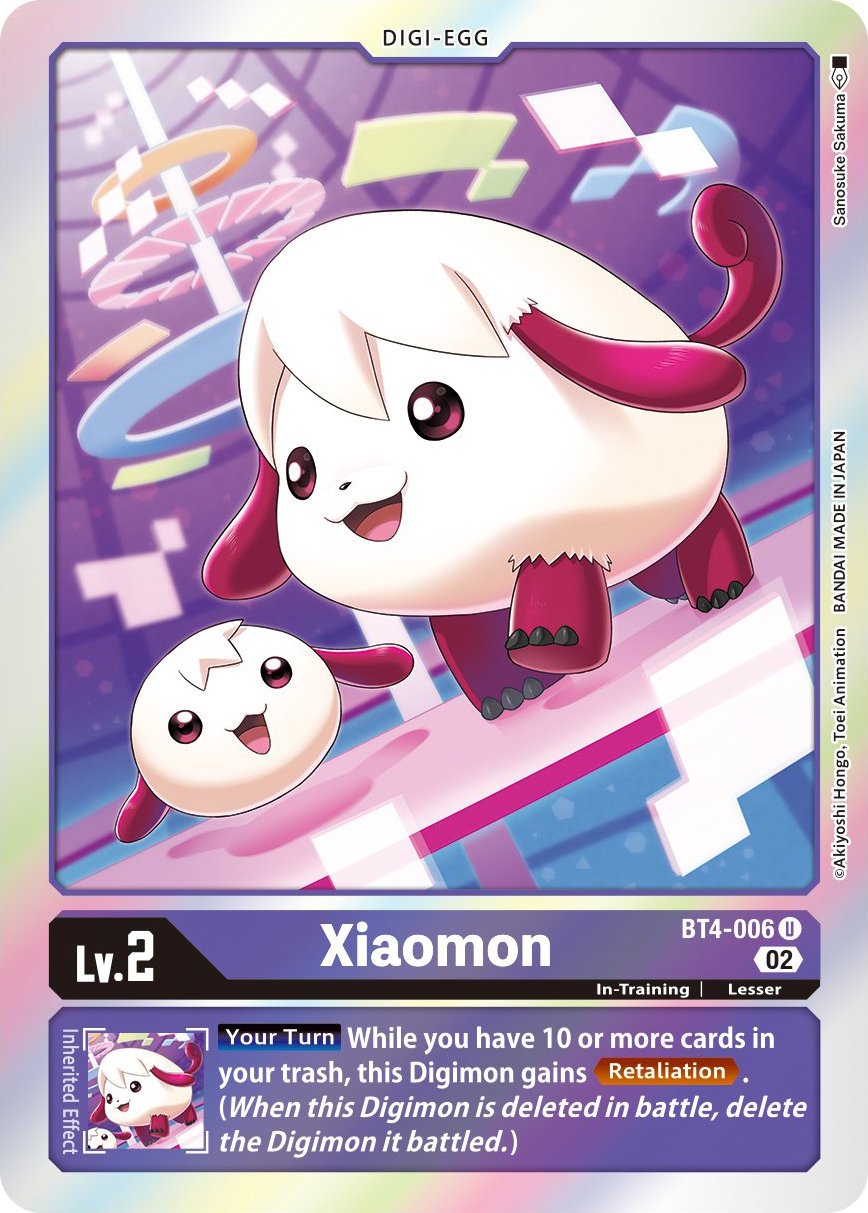 DIGI-EGG
Sanosuke Sakuma
©Akiyoshi Hongo, Toei Animation BANDAI MADE IN JAPAN
Lv.2
Xiaomon
BT4-006 U
02
In-Training | Lesser
Inherited Effect
Your Turn While you have 10 or more cards in
your trash, this Digimon gains Retaliation .
(When this Digimon is deleted in battle, delete
the Digimon it battled.)